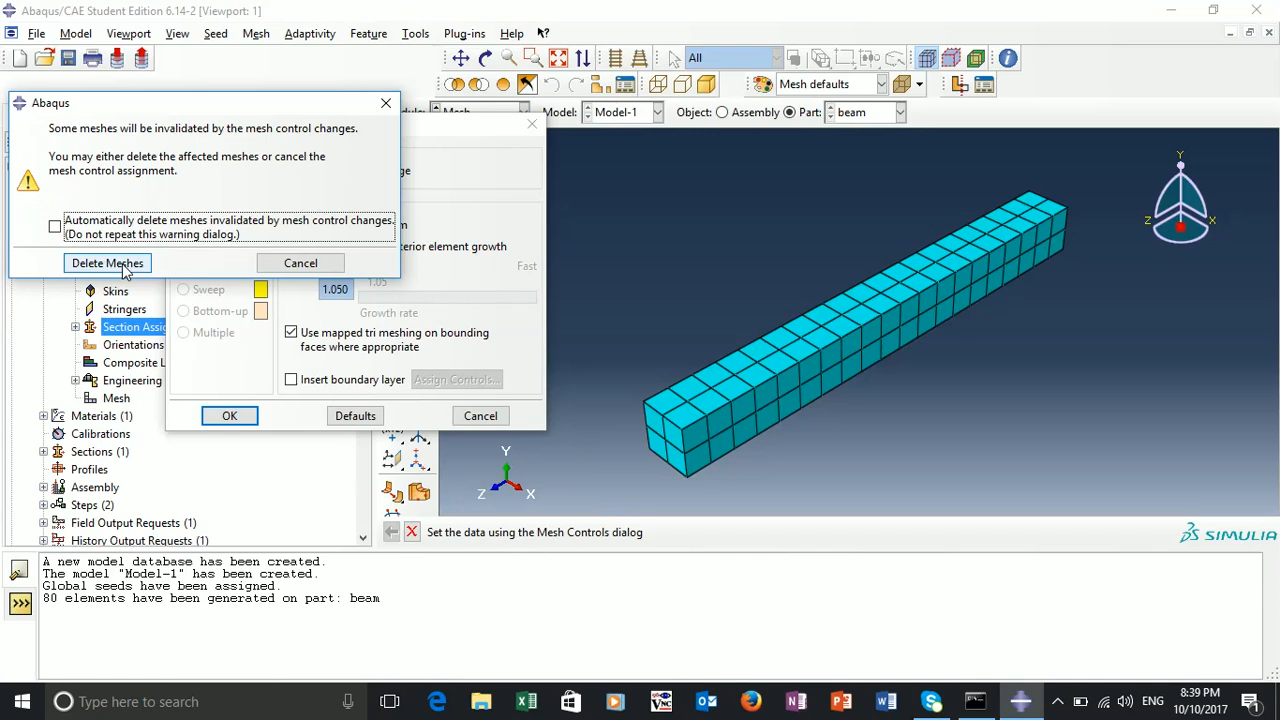 Abaqus/CAE Student Edition 6.14-2 [Viewport: 1]
File Model Viewport View Seed Mesh Adaptivity Feature Tools Plug-ins Help
All
Mesh defaults
Model: Model-1 Object: Assembly Part: beam
Abaqus
Some meshes will be invalidated by the mesh control changes.
You may either delete the affected meshes or cancel the
mesh control assignment.
Automatically delete meshes invalidated by mesh control changes.
(Do not repeat this warning dialog.)
Delete Meshes Cancel
Fast
Sweep 1.050 1.05
Bottom-up Growth rate
Multiple
Use mapped tri meshing on bounding
faces where appropriate
Insert boundary layer Assign Controls...
OK Defaults Cancel
Skins
Stringers
Section Assi
Orientations
Composite L
Engineering
Mesh
Materials (1)
Calibrations
Sections (1)
Profiles
Assembly
Steps (2)
Field Output Requests (1)
History Output Requests (1)
Y
Z X
Y
Z X
Set the data using the Mesh Controls dialog
SIMULIA
A new model database has been created.
The model "Model-1" has been created.
Global seeds have been assigned.
80 elements have been generated on part: beam
>>>
Type here to search
ENG
8:39 PM
10/10/2017